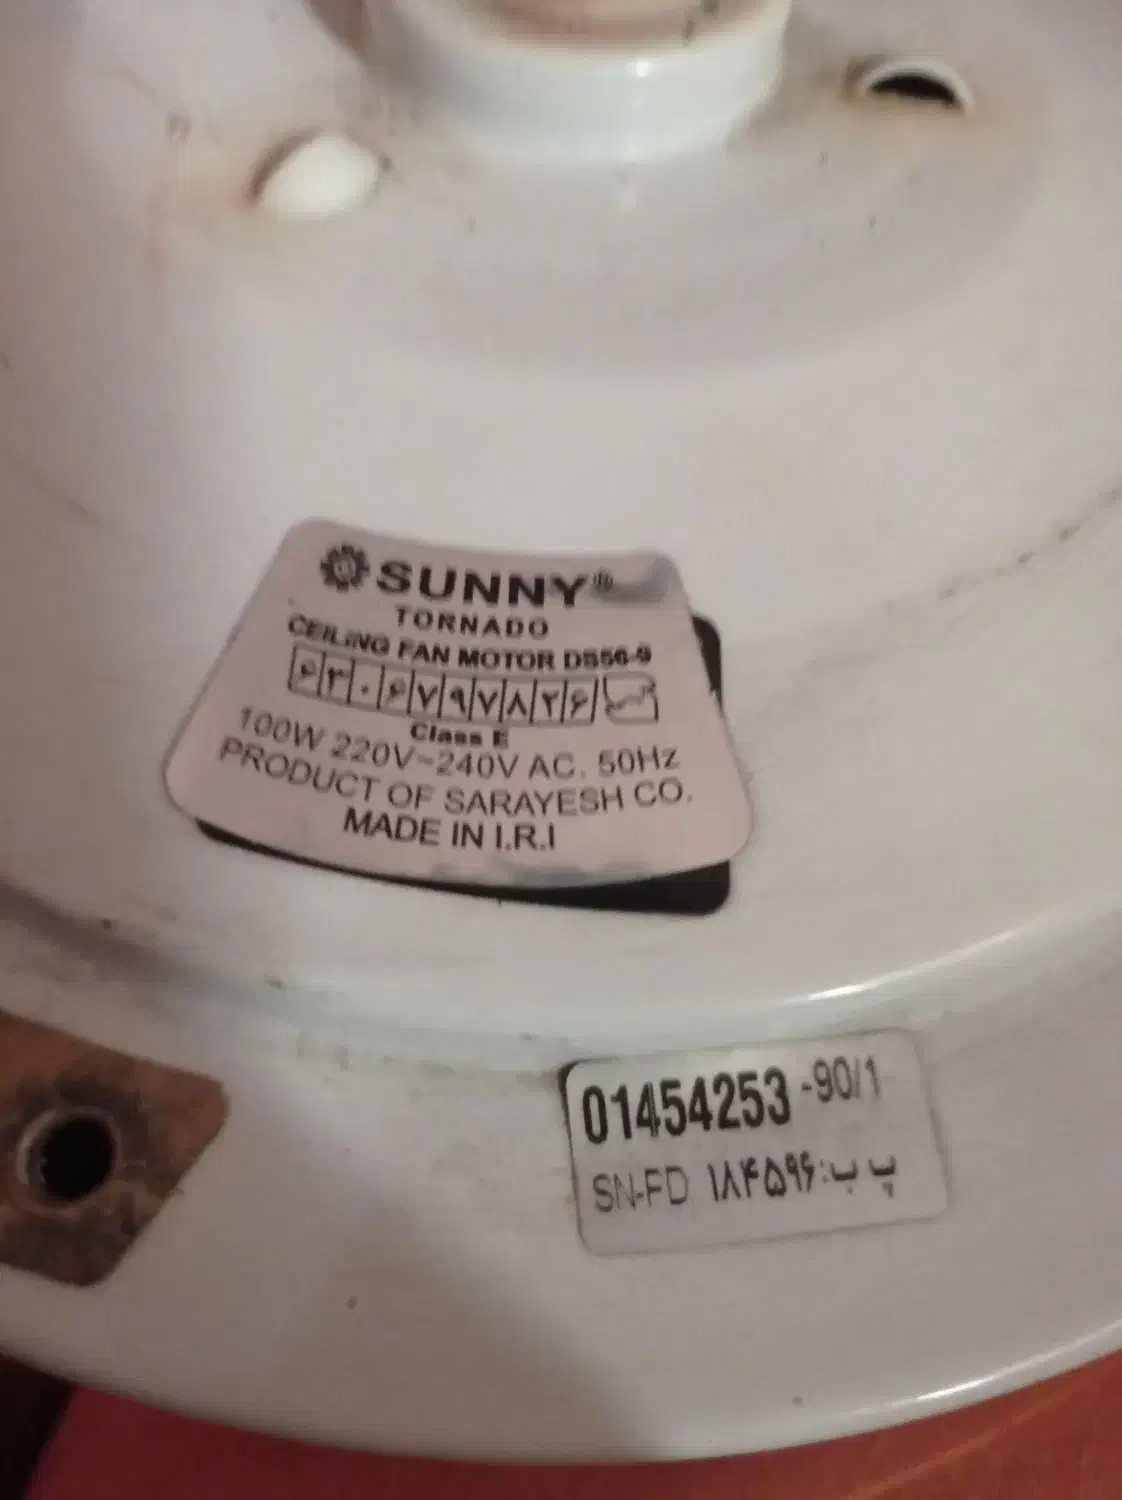 SUNNY®
TORNADO
CEILING FAN MOTOR DS56-9
۶۳۰۶۷۹۷۸۲۶
Class E
100W 220V~240V AC. 50Hz
PRODUCT OF SARAYESH CO.
MADE IN I.R.I
01454253 -90/1
SN-FD ۱۸۴۵۹۶: پ ب